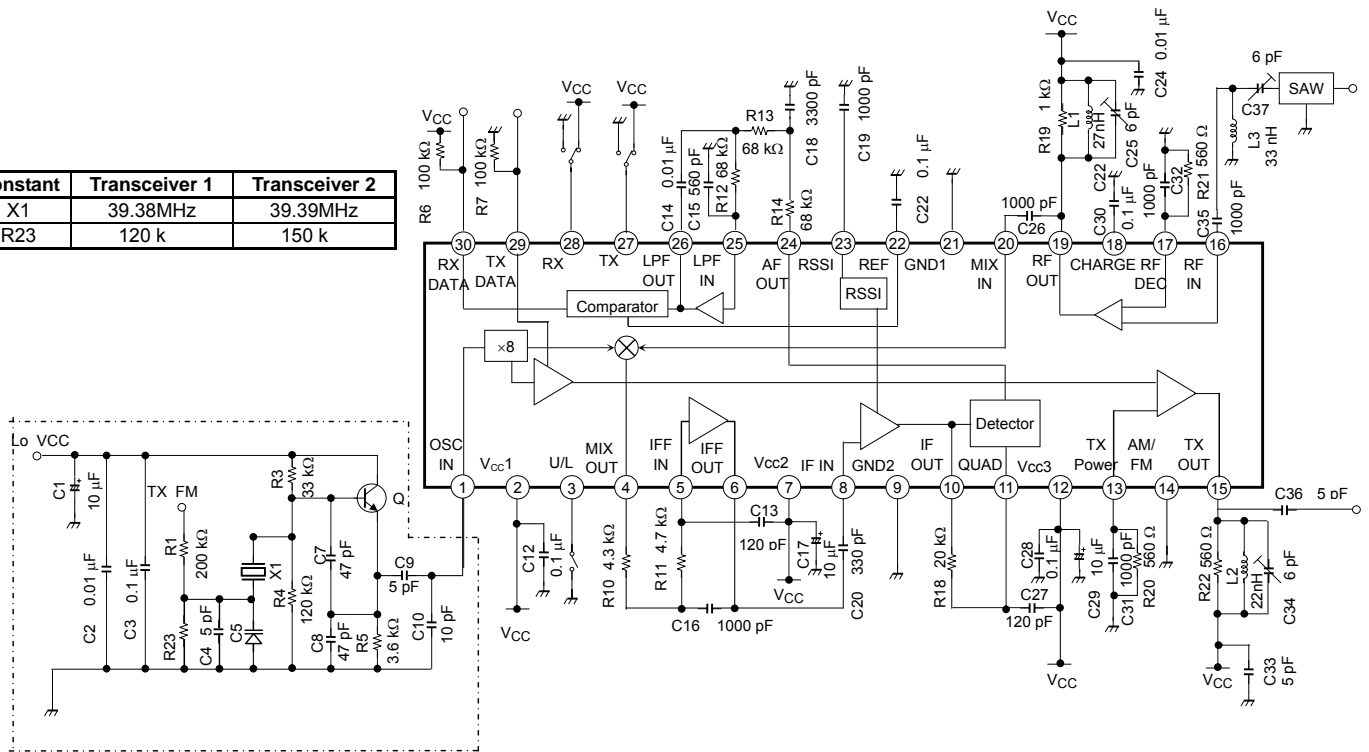 onstant Transceiver 1 Transceiver 2
X1 39.38MHz 39.39MHz
R23 120 k 150 k
VCC
R6 100 kΩ
R7 100 kΩ
VCC
VCC
C14 0.01 μF
C15 560 pF
R12 68 kΩ
R13
68 kΩ
R14
68 kΩ
C18 3300 pF
C19 1000 pF
C22 0.1 μF
1000 pF
C26
VCC
R19 1 kΩ
L1
27nH
C25 6 pF
C24 0.01 μF
C30 0.1 μF
C22
1000 pF
C32
R21 560 Ω
C35 1000 pF
L3
33 nH
6 pF
C37
SAW
30 29 28 27 26 25 24 23 22 21 20 19 18 17 16
RX DATA
TX DATA
RX
TX
LPF OUT
LPF IN
AF OUT
RSSI
REF
GND1
MIX IN
RF OUT
CHARGE
RF DEC
RF IN
Comparator
RSSI
×8
Detector
OSC IN
VCC1
U/L
MIX OUT
IFF IN
IFF OUT
Vcc2
IF IN
GND2
IF OUT
QUAD
Vcc3
TX Power
AM/FM
TX OUT
1 2 3 4 5 6 7 8 9 10 11 12 13 14 15
Lo VCC
C1
10 μF
C2 0.01 μF
C3 0.1 μF
TX FM
R1
200 kΩ
R23
C4 5 pF
C5
X1
R3
33 kΩ
R4
120 kΩ
C7
47 pF
C8
47 pF
R5
3.6 kΩ
Q
C9
5 pF
C10
10 pF
C12
0.1 μF
VCC
R10 4.3 kΩ
R11 4.7 kΩ
C13
120 pF
C16 1000 pF
C17
10 μF
VCC
C20 330 pF
R18 20 kΩ
C27
120 pF
C28
0.1 μF
C29 10 μF
VCC
C31 1000 pF
R20 560 Ω
C36 5 pF
R22 560 Ω
L2
22nH
6 pF
C34
VCC
C33
5 pF